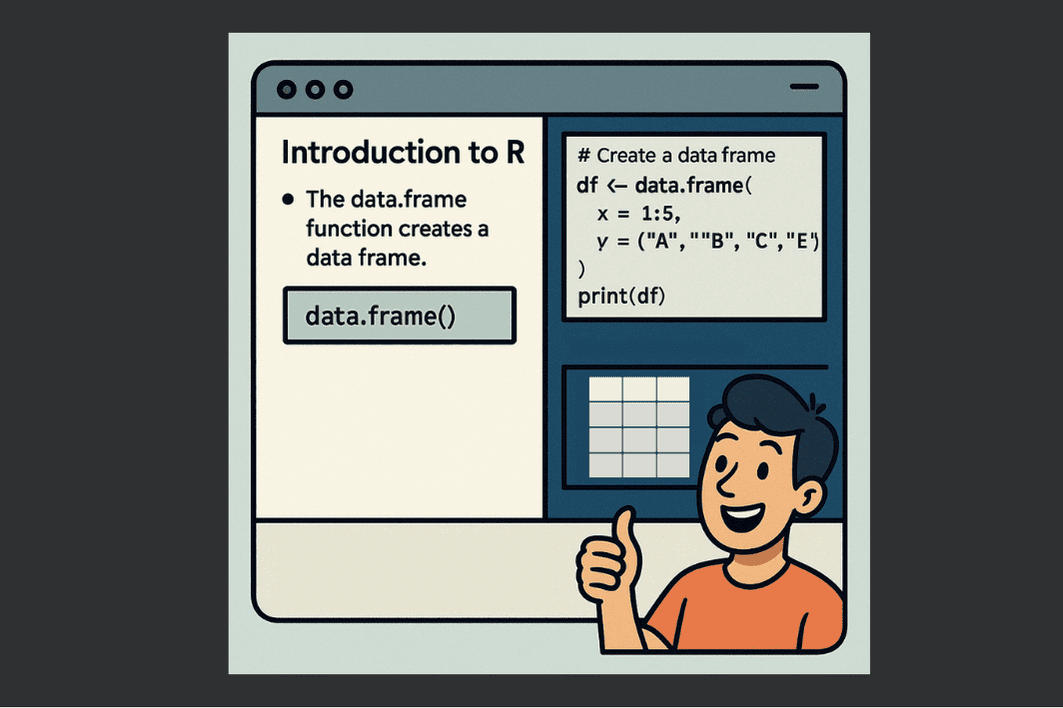 Introduction to R
● The data.frame
function creates a
data frame.
data.frame()
# Create a data frame
df <– data.frame(
x = 1:5,
y = ("A", ""B", "C","E')
)
print(df)